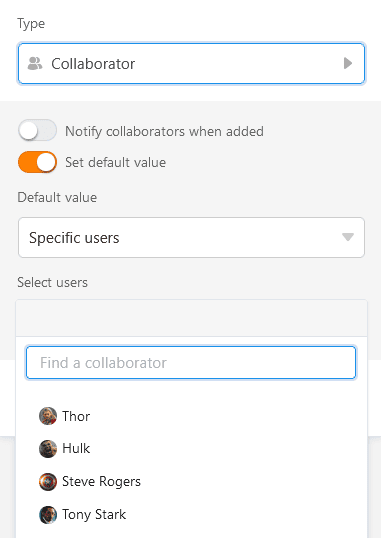 Type
Collaborator
Notify collaborators when added
Set default value
Default value
Specific users
Select users
Find a collaborator
Thor
Hulk
Steve Rogers
Tony Stark